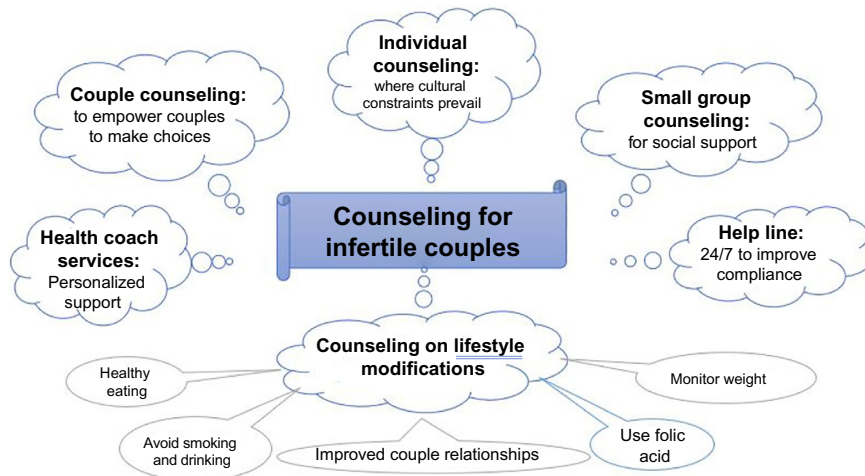 Individual
counseling:
where cultural
constraints prevail
Couple counseling:
to empower couples
to make choices
Small group
counseling:
for social support
Counseling for
infertile couples
Health coach
services:
Personalized
support
Help line:
24/7 to improve
compliance
Counseling on lifestyle
modifications
Healthy
eating
Monitor weight
Avoid smoking
and drinking
Improved couple relationships
Use folic
acid